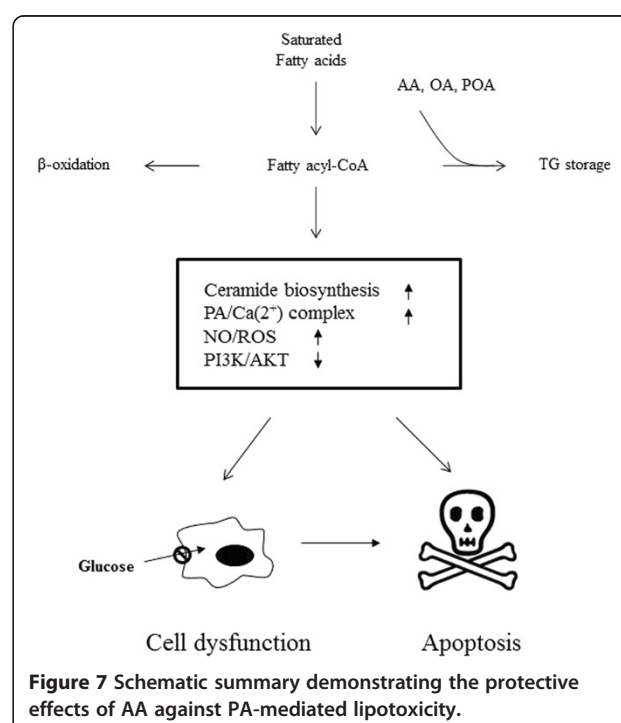 Saturated
Fatty acids
AA, OA, POA
β-oxidation
Fatty acyl-CoA
TG storage
Ceramide biosynthesis
PA/Ca(2⁺) complex
NO/ROS
PI3K/AKT
Glucose
Cell dysfunction
Apoptosis
Figure 7 Schematic summary demonstrating the protective
effects of AA against PA-mediated lipotoxicity.